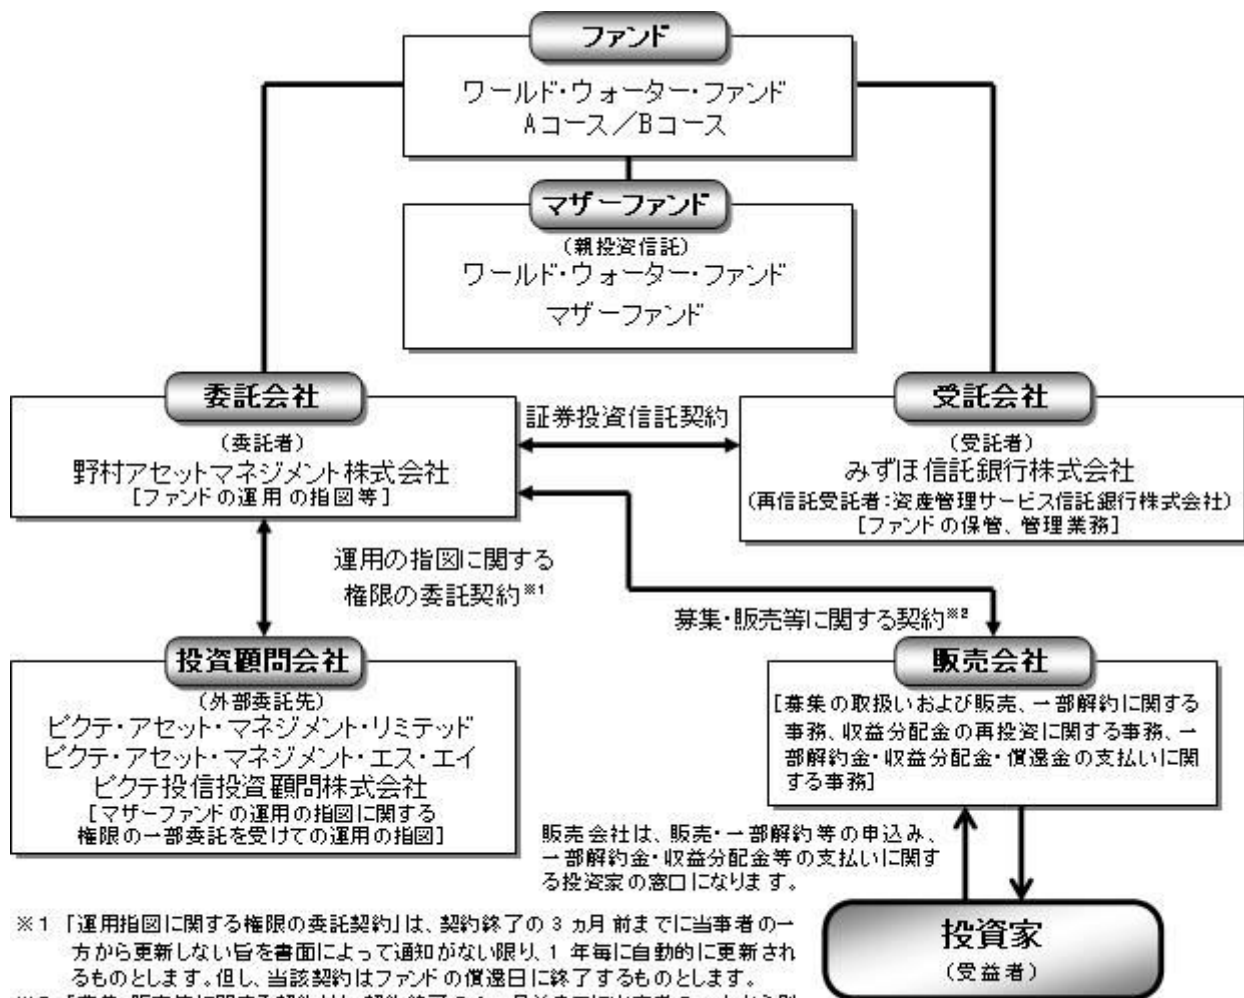 ファンド
ワールド・ウォーター・ファンド
Aコース／Bコース
マザーファンド
（親投資信託）
ワールド・ウォーター・ファンド
マザーファンド
委託会社
（委託者）
野村アセットマネジメント株式会社
[ファンドの運用の指図等]
証券投資信託契約
受託会社
（受託者）
みずほ信託銀行株式会社
（再信託受託者：資産管理サービス信託銀行株式会社）
[ファンドの保管、管理業務]
運用の指図に関する
権限の委託契約※1
募集・販売等に関する契約※2
投資顧問会社
（外部委託先）
ピクテ・アセット・マネジメント・リミテッド
ピクテ・アセット・マネジメント・エス・エイ
ピクテ投信投資顧問株式会社
[マザーファンドの運用の指図に関する
権限の一部委託を受けての運用の指図]
販売会社
[募集の取扱いおよび販売、一部解約に関する
事務、収益分配金の再投資に関する事務、一
部解約金・収益分配金・償還金の支払いに関
する事務]
販売会社は、販売・一部解約等の申込み、
一部解約金・収益分配金等の支払いに関す
る投資家の窓口になります。
投資家
（受益者）
※1 「運用指図に関する権限の委託契約」は、契約終了の 3 ヵ月前までに当事者の一
方から更新しない旨を書面によって通知がない限り、1 年毎に自動的に更新され
るものとします。但し、当該契約はファンドの償還日に終了するものとします。